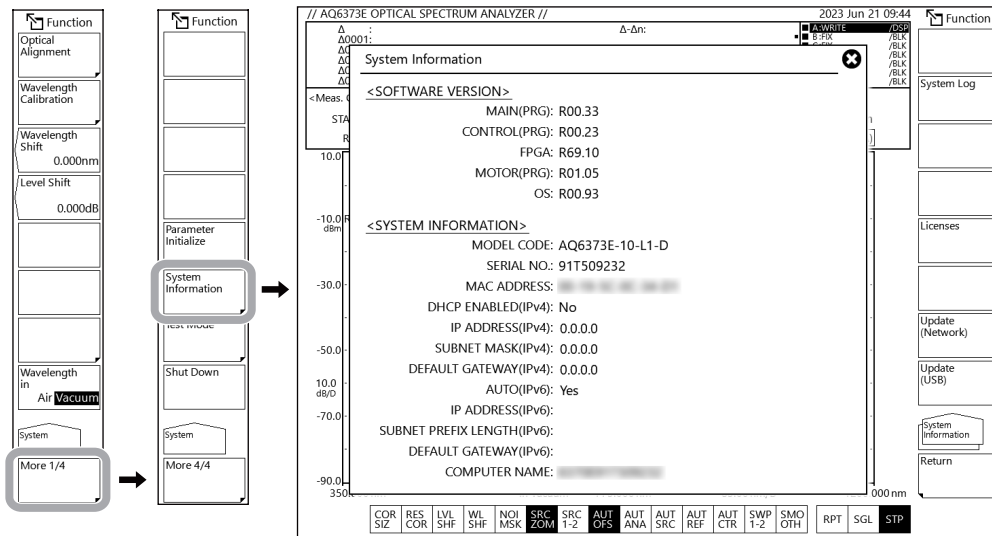 Function
Optical
Alignment
Wavelength
Calibration
Wavelength
Shift
0.000nm
Level Shift
0.000dB
Wavelength
in
Air Vacuum
System
More 1/4
Function
Parameter
Initialize
System
Information
Test Mode
Shut Down
System
More 4/4
// AQ6373E OPTICAL SPECTRUM ANALYZER //
2023 Jun 21 09:44
Δ :
Δ-Δn:
Δ0001:
A:WRITE /DSP
B:FIX /BLK
/BLK
/BLK
/BLK
/BLK
<Meas.
STA
10.0
-10.0
dBm
-30.0
-50.0
10.0
dB/D
-70.0
-90.0
350
000 nm
System Information
<SOFTWARE VERSION>
MAIN(PRG): R00.33
CONTROL(PRG): R00.23
FPGA: R69.10
MOTOR(PRG): R01.05
OS: R00.93
<SYSTEM INFORMATION>
MODEL CODE: AQ6373E-10-L1-D
SERIAL NO.: 91T509232
MAC ADDRESS:
DHCP ENABLED(IPv4): No
IP ADDRESS(IPv4): 0.0.0.0
SUBNET MASK(IPv4): 0.0.0.0
DEFAULT GATEWAY(IPv4): 0.0.0.0
AUTO(IPv6): Yes
IP ADDRESS(IPv6):
SUBNET PREFIX LENGTH(IPv6):
DEFAULT GATEWAY(IPv6):
COMPUTER NAME:
COR SIZ RES COR LVL SHF WL SHF NOI MSK SRC ZOM SRC 1-2 AUT OFS AUT ANA AUT SRC AUT REF AUT CTR SWP 1-2 SMO OTH RPT SGL STP
Function
System Log
Licenses
Update
(Network)
Update
(USB)
System
Information
Return